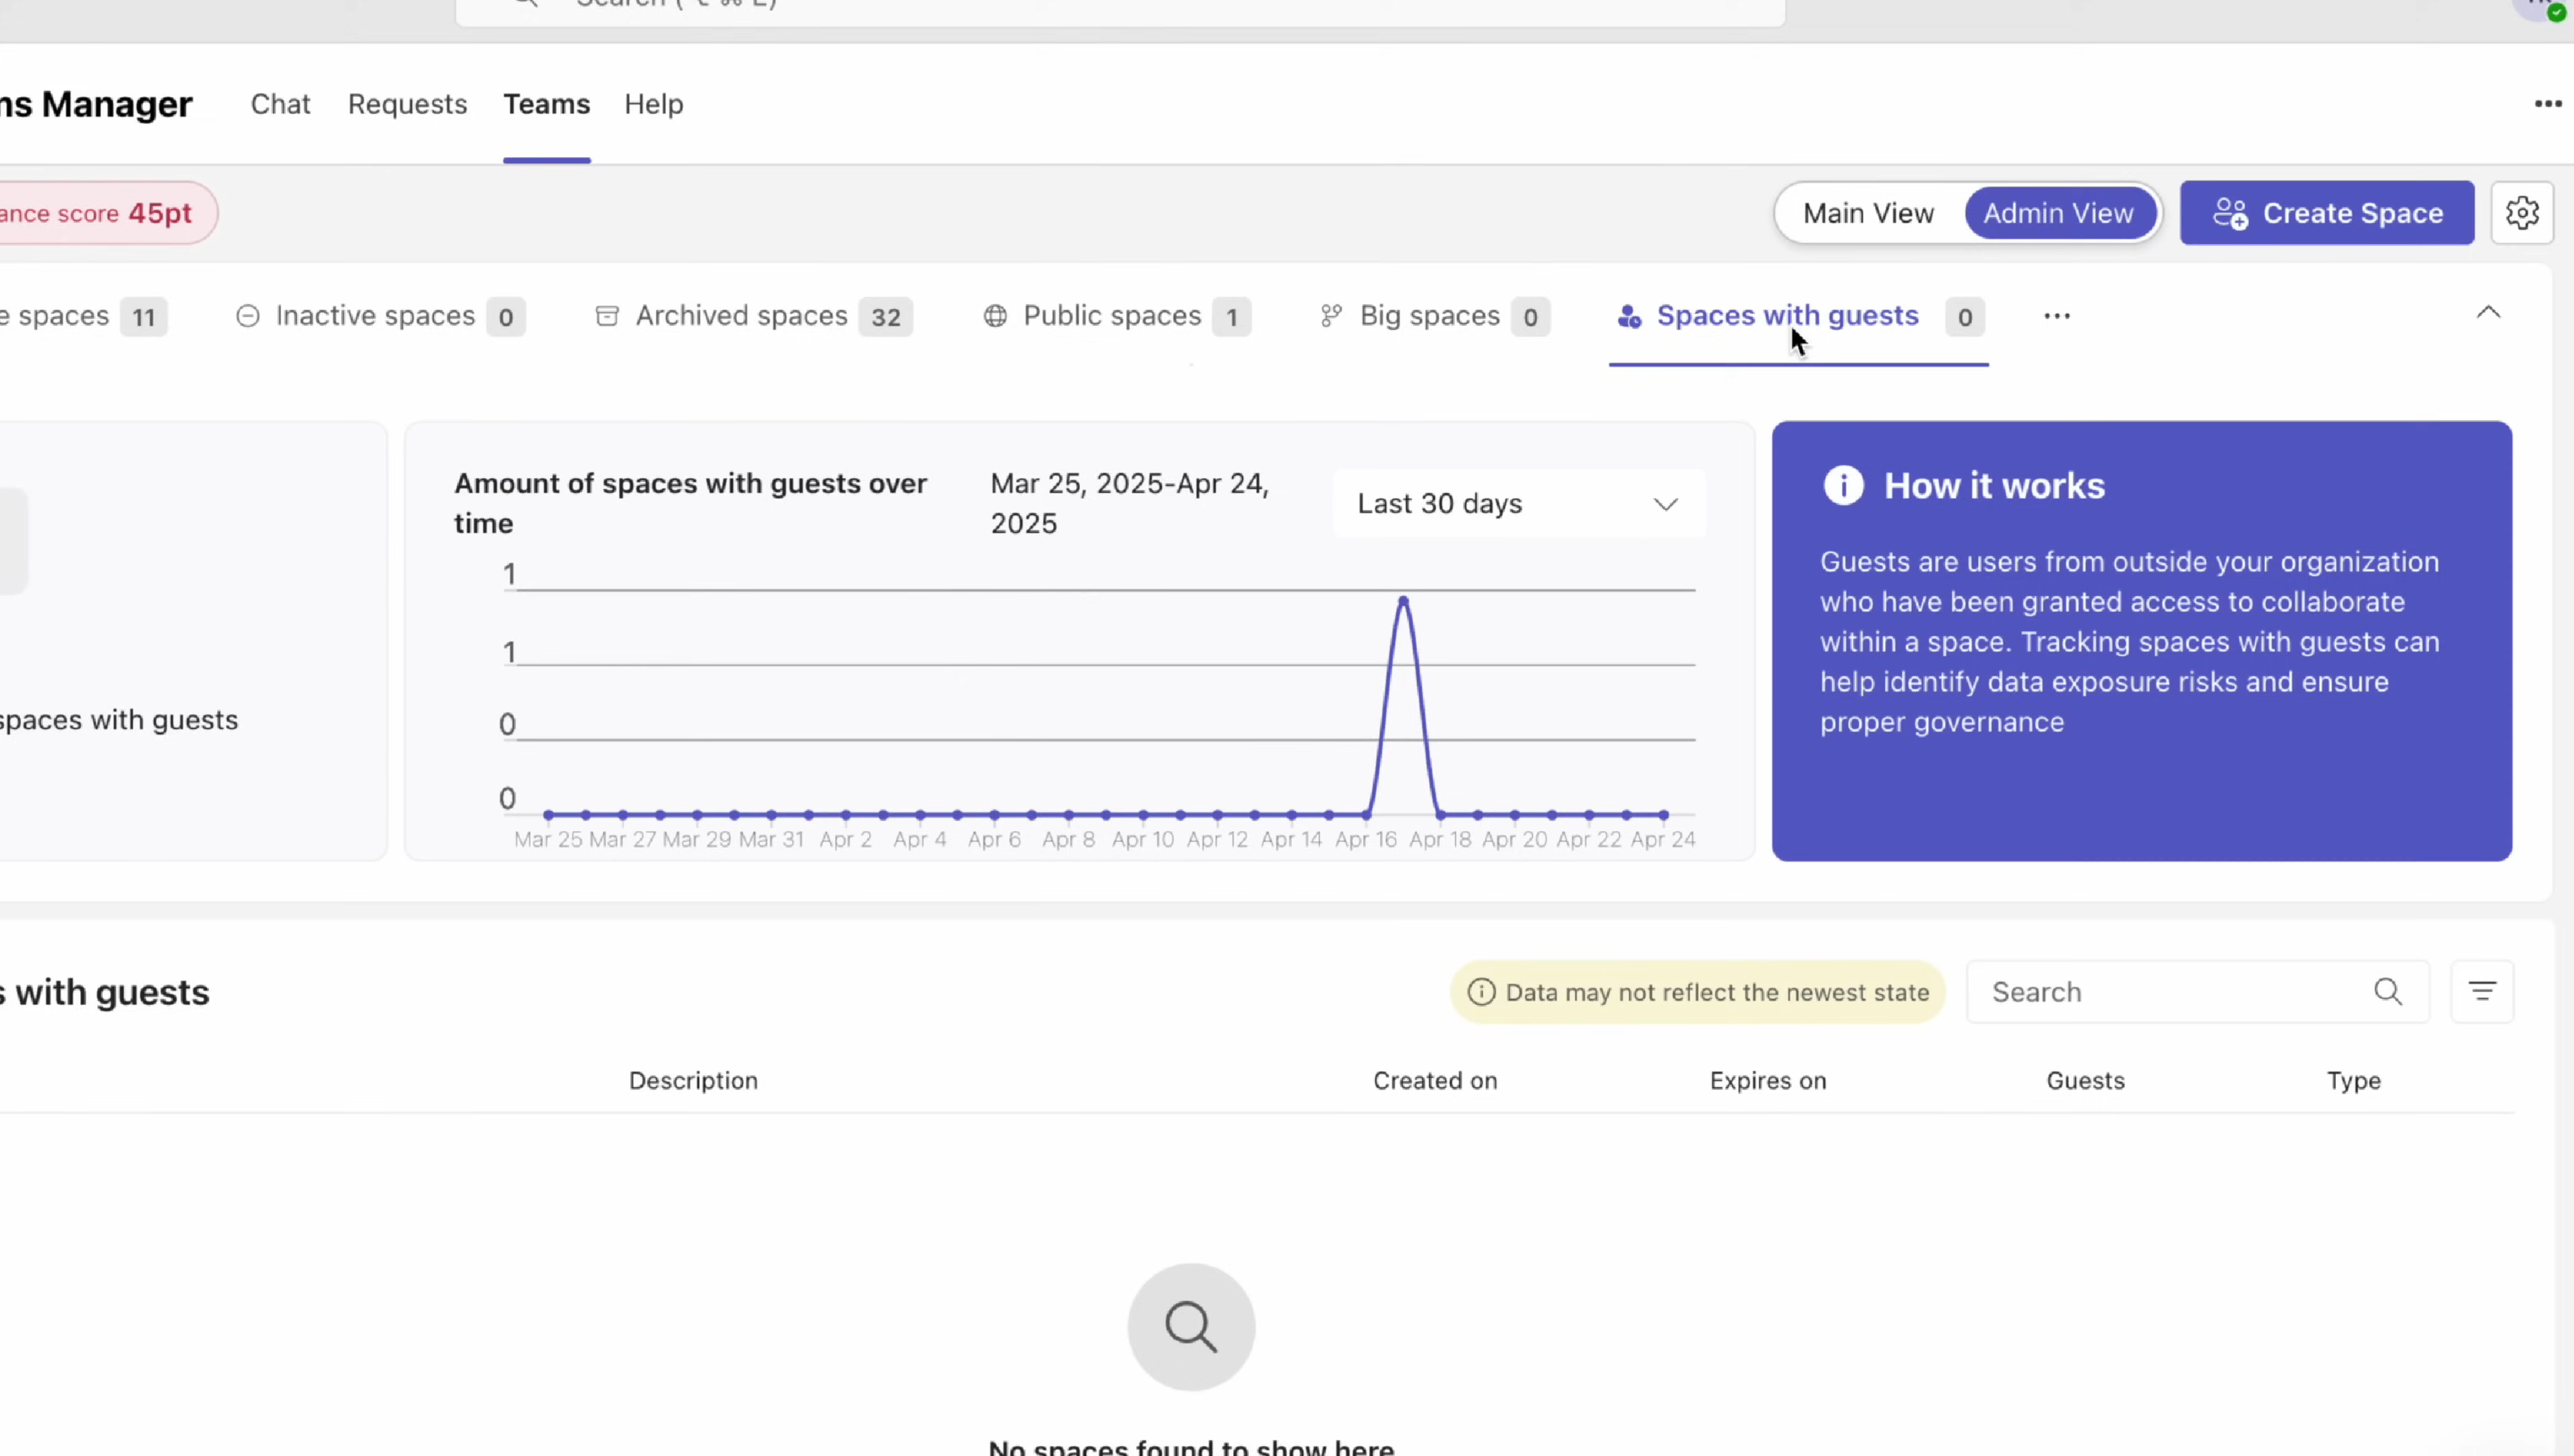 Search (⌥ ⌘ E)
ms Manager Chat Requests Teams Help
ance score 45pt Main View Admin View Create Space
e spaces 11 Inactive spaces 0 Archived spaces 32 Public spaces 1 Big spaces 0 Spaces with guests 0
Amount of spaces with guests over
time
Mar 25, 2025-Apr 24,
2025
Last 30 days
1
1
0
0
Mar 25 Mar 27 Mar 29 Mar 31 Apr 2 Apr 4 Apr 6 Apr 8 Apr 10 Apr 12 Apr 14 Apr 16 Apr 18 Apr 20 Apr 22 Apr 24
spaces with guests
How it works
Guests are users from outside your organization
who have been granted access to collaborate
within a space. Tracking spaces with guests can
help identify data exposure risks and ensure
proper governance
s with guests Data may not reflect the newest state Search
Description Created on Expires on Guests Type
No spaces found to show here